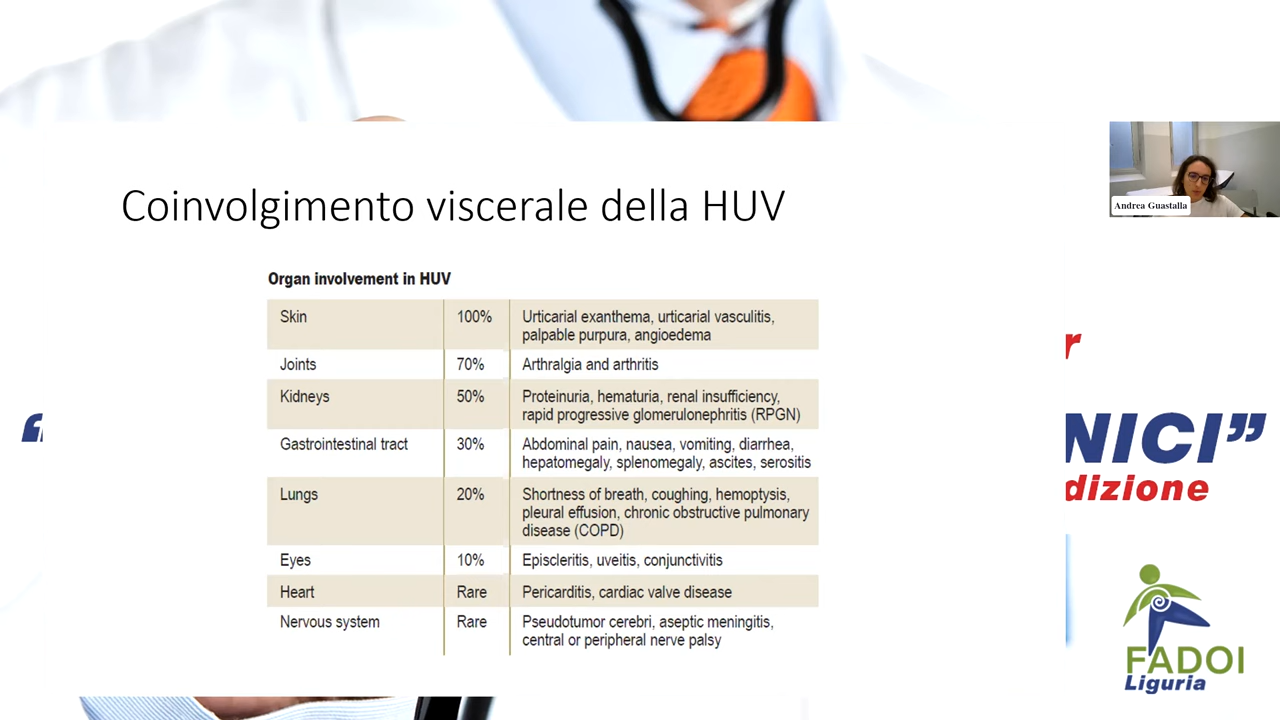 Coinvolgimento viscerale della HUV
Organ involvement in HUV
Skin 100% Urticarial exanthema, urticarial vasculitis,
palpable purpura, angioedema
Joints 70% Arthralgia and arthritis
Kidneys 50% Proteinuria, hematuria, renal insufficiency,
rapid progressive glomerulonephritis (RPGN)
Gastrointestinal tract 30% Abdominal pain, nausea, vomiting, diarrhea,
hepatomegaly, splenomegaly, ascites, serositis
Lungs 20% Shortness of breath, coughing, hemoptysis,
pleural effusion, chronic obstructive pulmonary
disease (COPD)
Eyes 10% Episcleritis, uveitis, conjunctivitis
Heart Rare Pericarditis, cardiac valve disease
Nervous system Rare Pseudotumor cerebri, aseptic meningitis,
central or peripheral nerve palsy
Andrea Guastalla
r
“
NICI”
dizione
FADOI
Liguria